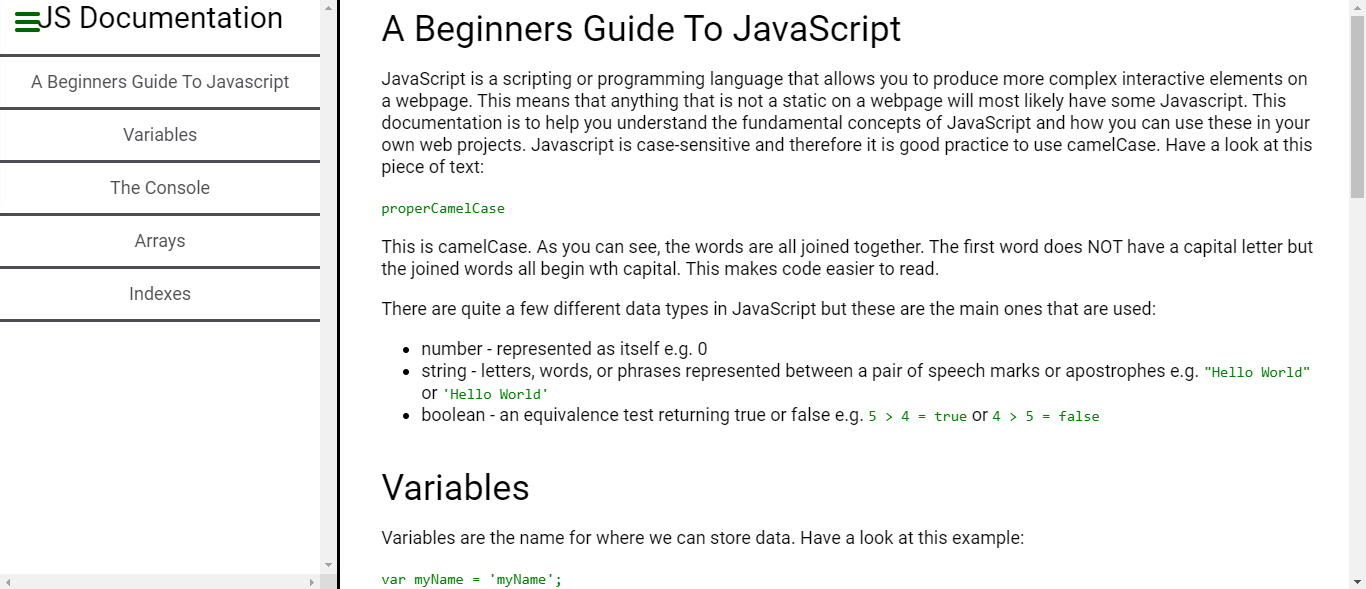 JS Documentation
A Beginners Guide To Javascript
Variables
The Console
Arrays
Indexes
A Beginners Guide To JavaScript
JavaScript is a scripting or programming language that allows you to produce more complex interactive elements on
a webpage. This means that anything that is not a static on a webpage will most likely have some Javascript. This
documentation is to help you understand the fundamental concepts of JavaScript and how you can use these in your
own web projects. Javascript is case-sensitive and therefore it is good practice to use camelCase. Have a look at this
piece of text:
properCamelCase
This is camelCase. As you can see, the words are all joined together. The first word does NOT have a capital letter but
the joined words all begin wth capital. This makes code easier to read.
There are quite a few different data types in JavaScript but these are the main ones that are used:
• number - represented as itself e.g. 0
• string - letters, words, or phrases represented between a pair of speech marks or apostrophes e.g. "Hello World"
or 'Hello World'
• boolean - an equivalence test returning true or false e.g. 5 > 4 = true or 4 > 5 = false
Variables
Variables are the name for where we can store data. Have a look at this example:
var myName = 'myName';